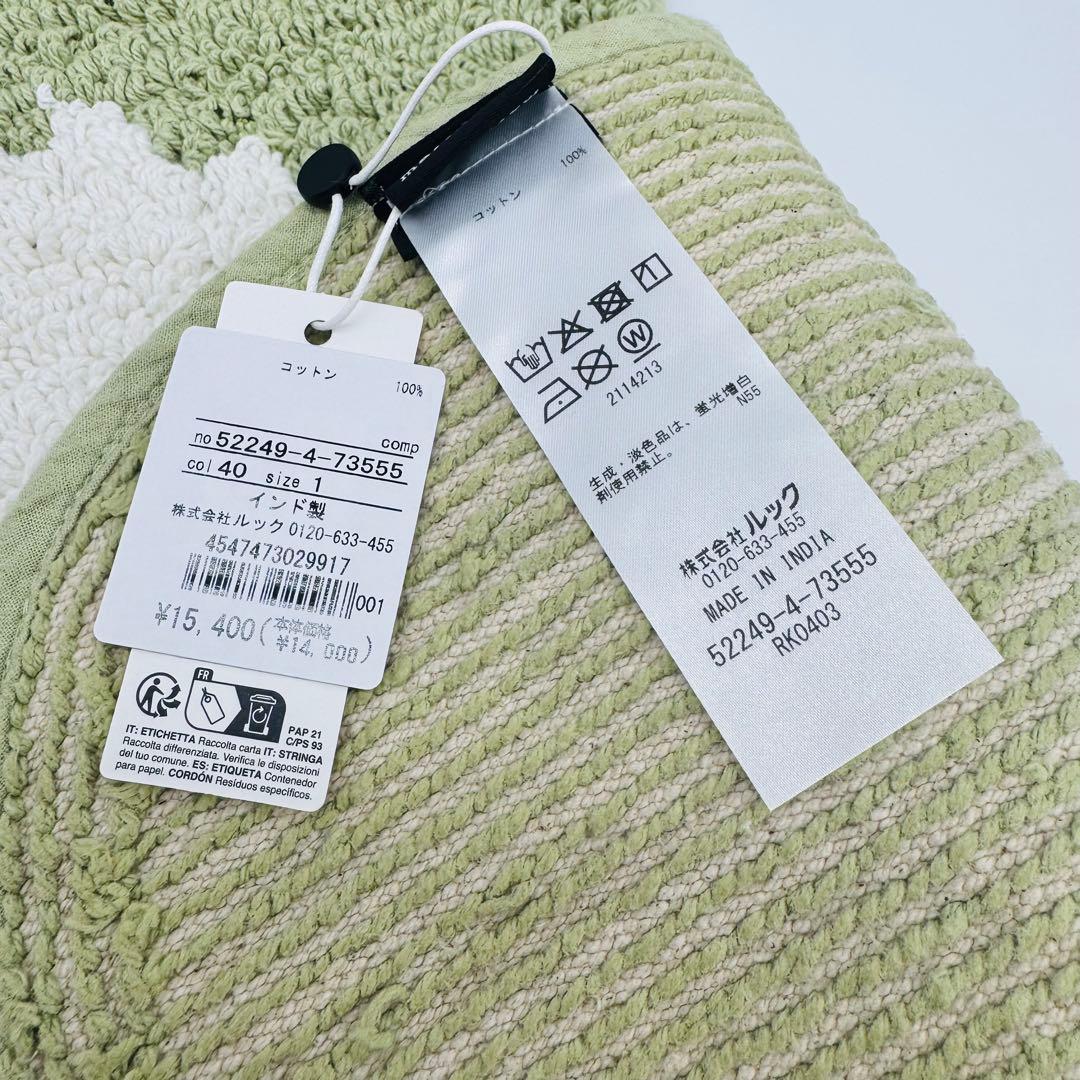 コットン 100%
no 52249-4-73555 comp
col 40 size 1
インド製
株式会社ルック 0120-633-455
4547473029917
001
¥15,400(本体価格 ¥14,000)
FR
PAP 21
C/PS 93
IT: ETICHETTA Raccolta carta IT: STRINGA
Raccolta differenziata. Verifica le disposizioni
del tuo comune. ES: ETIQUETA Contenedor
para papel. CORDÓN Resíduos específicos.
コットン 100%
W
2114213
生成・淡色品は、蛍光増白
剤使用禁止。 N55
株式会社ルック
0120-633-455
MADE IN INDIA
52249-4-73555
RK0403